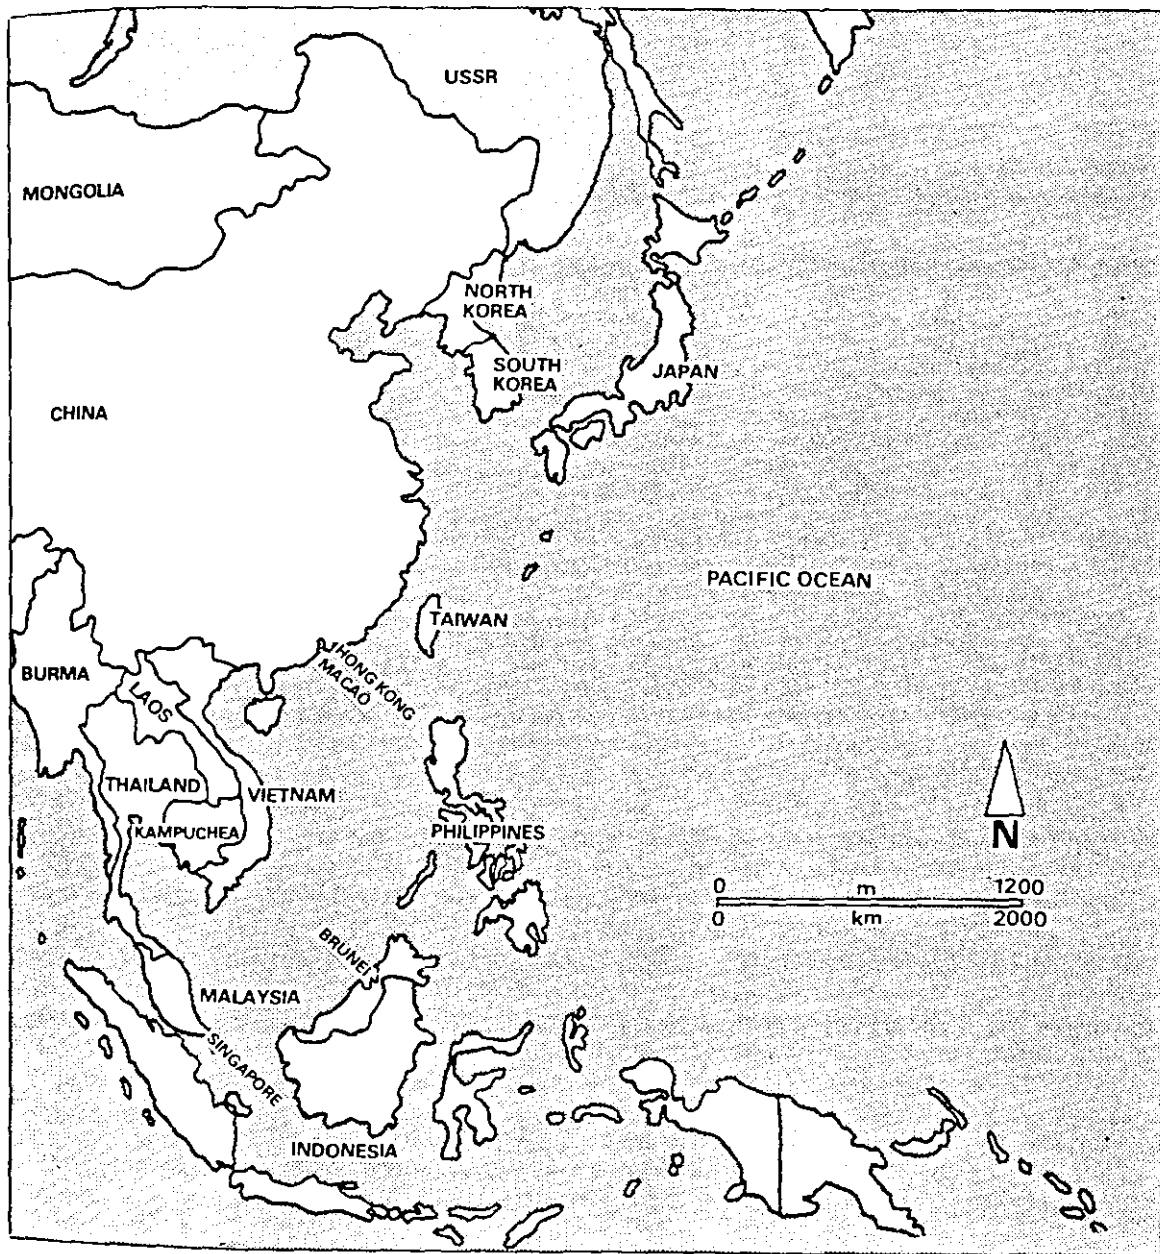 USSR
MONGOLIA
NORTH
KOREA
SOUTH
KOREA
JAPAN
CHINA
PACIFIC OCEAN
TAIWAN
HONG KONG
MACAO
BURMA
LAOS
THAILAND
VIETNAM
KAMPUCHEA
PHILIPPINES
N
0 m 1200
0 km 2000
BRUNEI
MALAYSIA
SINGAPORE
INDONESIA